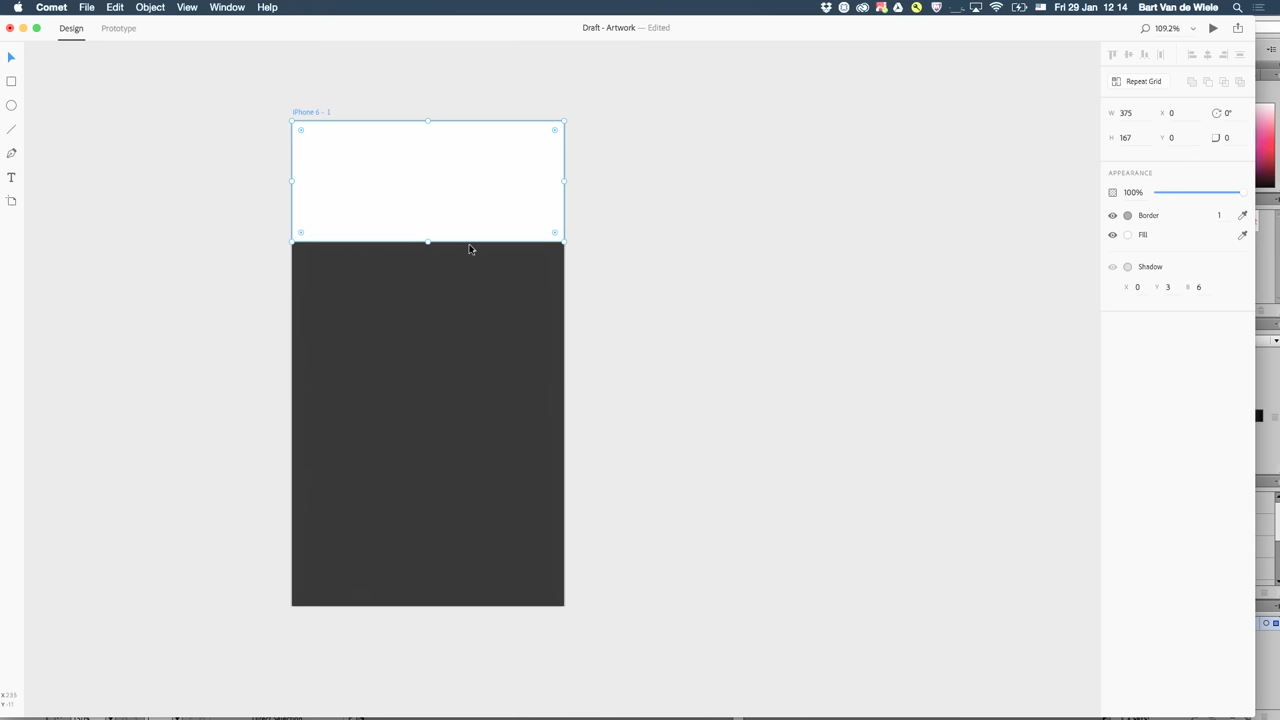 Comet File Edit Object View Window Help Fri 29 Jan 12 14 Bart Van de Wiele
Design Prototype Draft - Artwork — Edited 109.2%
Repeat Grid
iPhone 6 - 1
W 375 X 0 0°
H 167 Y 0 0
APPEARANCE
100%
Border 1
Fill
Shadow
X 0 Y 3 B 6
T
X 235
Y -11